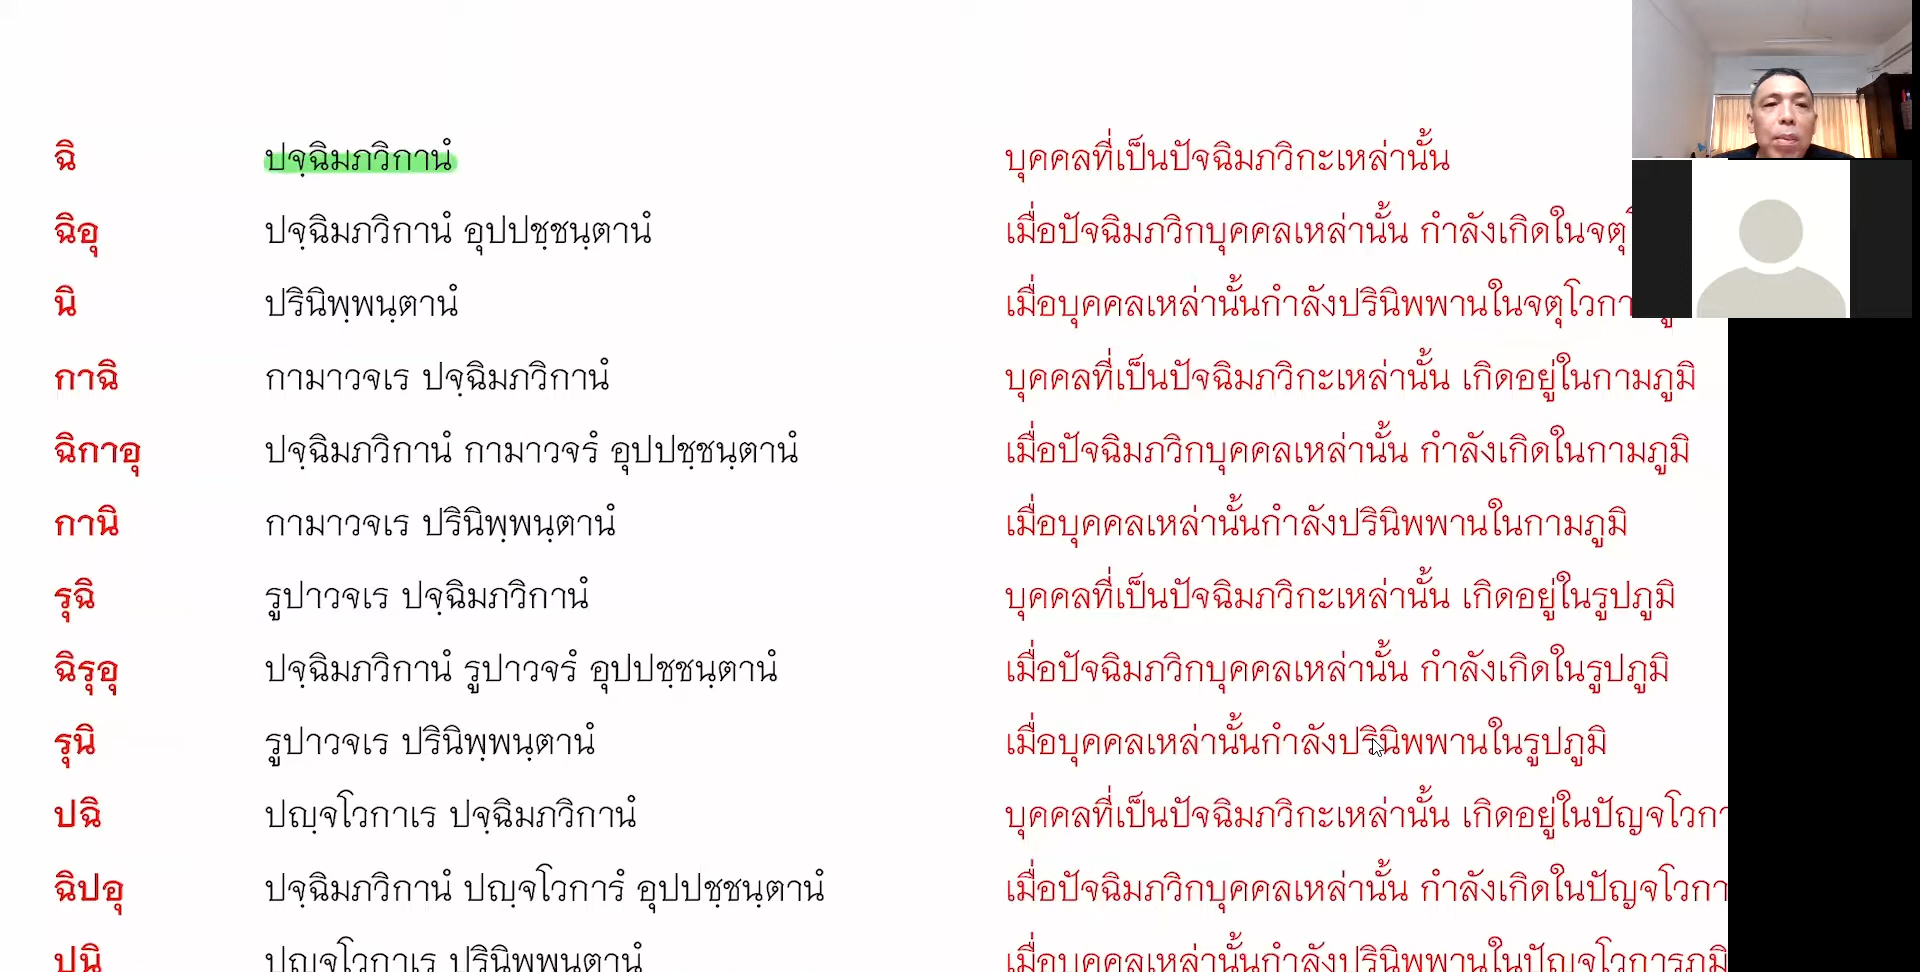 ฉิ ปจฺฉิมภวิกานํ บุคคลที่เป็นปัจฉิมภวิกะเหล่านั้น
ฉิอุ ปจฺฉิมภวิกานํ อุปปชฺชนฺตานํ เมื่อปัจฉิมภวิกบุคคลเหล่านั้น กำลังเกิดในจตุ
นิ ปรินิพฺพนฺตานํ เมื่อบุคคลเหล่านั้นกำลังปรินิพพานในจตุโวกา
กาฉิ กามาวจเร ปจฺฉิมภวิกานํ บุคคลที่เป็นปัจฉิมภวิกะเหล่านั้น เกิดอยู่ในกามภูมิ
ฉิกาอุ ปจฺฉิมภวิกานํ กามาวจรํ อุปปชฺชนฺตานํ เมื่อปัจฉิมภวิกบุคคลเหล่านั้น กำลังเกิดในกามภูมิ
กานิ กามาวจเร ปรินิพฺพนฺตานํ เมื่อบุคคลเหล่านั้นกำลังปรินิพพานในกามภูมิ
รุฉิ รูปาวจเร ปจฺฉิมภวิกานํ บุคคลที่เป็นปัจฉิมภวิกะเหล่านั้น เกิดอยู่ในรูปภูมิ
ฉิรุอุ ปจฺฉิมภวิกานํ รูปาวจรํ อุปปชฺชนฺตานํ เมื่อปัจฉิมภวิกบุคคลเหล่านั้น กำลังเกิดในรูปภูมิ
รุนิ รูปาวจเร ปรินิพฺพนฺตานํ เมื่อบุคคลเหล่านั้นกำลังปรินิพพานในรูปภูมิ
ปฉิ ปญฺจโวกาเร ปจฺฉิมภวิกานํ บุคคลที่เป็นปัจฉิมภวิกะเหล่านั้น เกิดอยู่ในปัญจโวกา
ฉิปอุ ปจฺฉิมภวิกานํ ปญฺจโวการํ อุปปชฺชนฺตานํ เมื่อปัจฉิมภวิกบุคคลเหล่านั้น กำลังเกิดในปัญจโวกา
ปนิ ปญฺจโวกาเร ปรินิพฺพนฺตานํ เมื่อบุคคลเหล่านั้นกำลังปรินิพพานในปัญจโวการภูมิ